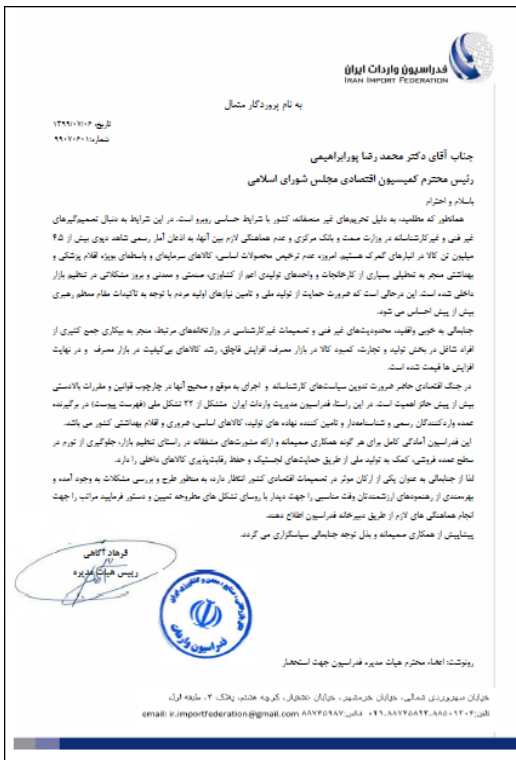 فدراسیون واردات ایران
IRAN IMPORT FEDERATION
به نام پروردگار متعال
تاریخ: ۱۳۹۹/۰۷/۰۶
شماره: ۹۹۰۷۰۶۰۱
جناب آقای دکتر محمد رضا پورابراهیمی
رئیس محترم کمیسیون اقتصادی مجلس شورای اسلامی
باسلام و احترام
همانطور که مطلعید، به دلیل تحریم‌های غیر منصفانه، کشور با شرایط حساسی روبرو است. در این شرایط به دنبال تصمیم‌گیرهای
غیر فنی و غیرکارشناسانه در وزارت صمت و بانک مرکزی و عدم هماهنگی لازم بین آنها، به اذعان آمار رسمی شاهد دپوی بیش از ۴.۵
میلیون تن کالا در انبارهای گمرک هستیم. امروزه عدم ترخیص محصولات اساسی، کالاهای سرمایه‌ای و واسطه‌ای بویژه اقلام پزشکی و
بهداشتی منجر به تعطیلی بسیاری از کارخانجات و واحدهای تولیدی اعم از کشاورزی، صنعتی و معدنی و بروز مشکلاتی در تنظیم بازار
داخلی شده است. این درحالی است که ضرورت حمایت از تولید ملی و تامین نیازهای اولیه مردم با توجه به تاکیدات مقام معظم رهبری
بیش از پیش احساس می شود.
جنابعالی به خوبی واقفید، محدودیت‌های غیر فنی و تصمیمات غیرکارشناسی در وزارتخانه‌های مرتبط، منجر به بیکاری جمع کثیری از
افراد شاغل در بخش تولید و تجارت، کمبود کالا در بازار مصرف، افزایش قاچاق، رشد کالاهای بی‌کیفیت در بازار مصرف و در نهایت
افزایش ها قیمت شده است.
در جنگ اقتصادی حاضر ضرورت تدوین سیاست‌های کارشناسانه و اجرای به موقع و صحیح آنها در چارچوب قوانین و مقررات بالادستی
بیش از پیش حائز اهمیت است. در این راستا، فدراسیون مدیریت واردات ایران متشکل از ۲۲ تشکل ملی (فهرست پیوست) در برگیرنده
عمده واردکنندگان رسمی و شناسنامه‌دار و تامین کننده نهاده های تولید، کالاهای اساسی، ضروری و اقلام بهداشتی کشور می باشد.
این فدراسیون آمادگی کامل برای هر گونه همکاری صمیمانه و ارائه مشورت‌های مشفقانه در راستای تنظیم بازار، جلوگیری از تورم در
سطح عمده فروشی، کمک به تولید ملی از طریق حمایت‌های لجستیک و حفظ رقابت‌پذیری کالاهای داخلی را دارد.
لذا از جنابعالی به عنوان یکی از ارکان موثر در تصمیمات اقتصادی کشور انتظار دارد، به منظور طرح و بررسی مشکلات به وجود آمده و
بهره‌مندی از رهنمودهای ارزشمندتان وقت مناسبی را جهت دیدار با روسای تشکل های مطروحه تعیین و دستور فرمایید مراتب را جهت
انجام هماهنگی های لازم از طریق دبیرخانه فدراسیون اطلاع دهند.
پیشاپیش از همکاری صمیمانه و بذل توجه جنابعالی سپاسگزاری می گردد.
فرهاد آگاهی
رییس هیات مدیره
فدراسیون واردات
رونوشت: اعضاء محترم هیات مدیره فدراسیون جهت استحضار
خیابان سهروردی شمالی، خیابان خرمشهر، خیابان عشقیار، کوچه هشتم، پلاک ۳، طبقه اول
تلفن: ۰۲۱-۸۸۷۴۵۸۲۳-۸۸۵۰۹۳۰۶ فکس: ۸۸۷۴۵۹۸۷ email: ir.importfederation@gmail.com